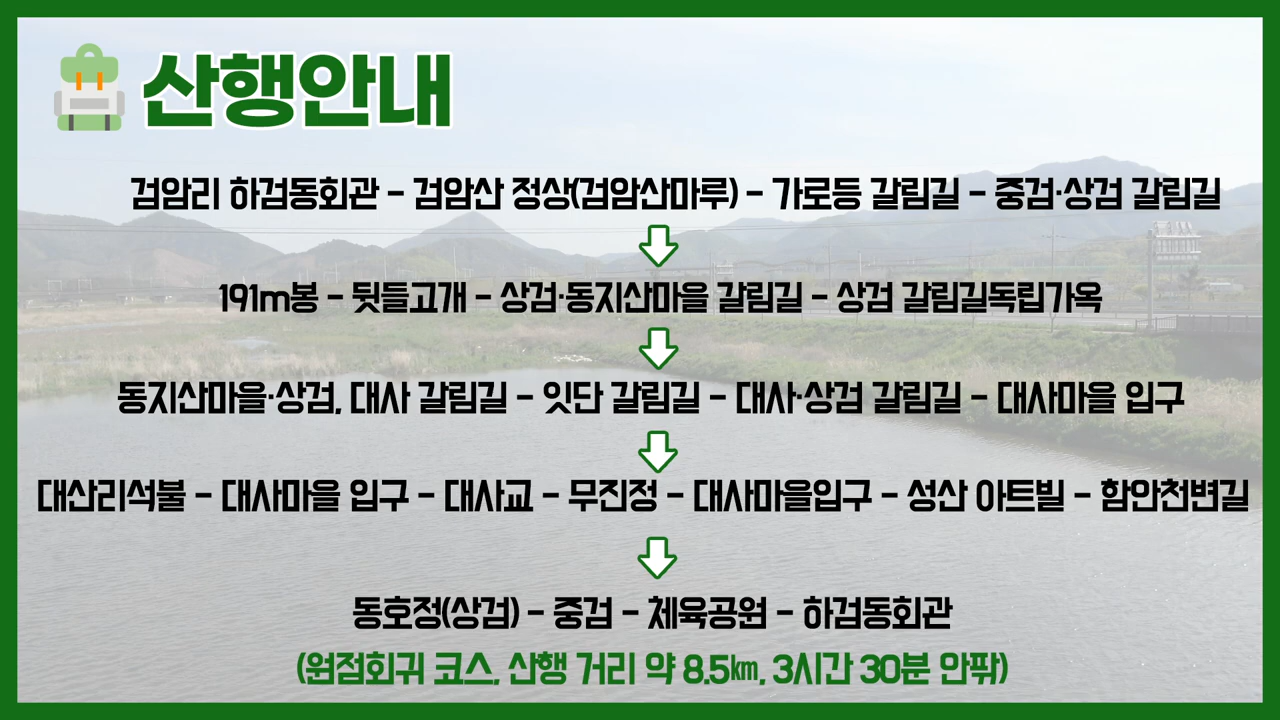 산행안내
검암리 하검동회관 - 검암산 정상(검암산마루) - 가로등 갈림길 - 중검·상검 갈림길
191m봉 - 뒷들고개 - 상검·동지산마을 갈림길 - 상검 갈림길독립가옥
동지산마을·상검, 대사 갈림길 - 잇단 갈림길 - 대사·상검 갈림길 - 대사마을 입구
대산리석불 - 대사마을 입구 - 대사교 - 무진정 - 대사마을입구 - 성산 아트빌 - 함안천변길
동호정(상검) - 중검 - 체육공원 - 하검동회관
(원점회귀 코스, 산행 거리 약 8.5㎞, 3시간 30분 안팎)